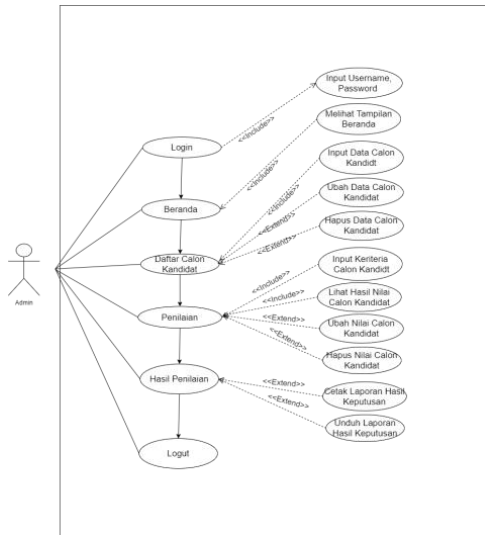 Input Username,
Password
Melihat Tampilan
Beranda
<<Include>>
Login
Input Data Calon
Kandidt
<<Include>>
Ubah Data Calon
Kandidat
<<Include>>
Beranda
<<Extend>>
Hapus Data Calon
Kandidat
<<Extend>>
Admin
Daftar Calon
Kandidat
Input Keriteria
Calon Kandidt
<<Include>>
Lihat Hasil Nilai
Calon Kandidat
<<Include>>
Penilaian
<<Extend>>
Ubah Nilai Calon
Kandidat
<<Extend>>
Hapus Nilai Calon
Kandidat
Hasil Penilaian
<<Extend>>
Cetak Laporan Hasil
Keputusan
<<Extend>>
Unduh Laporan
Hasil Keputusan
Logut